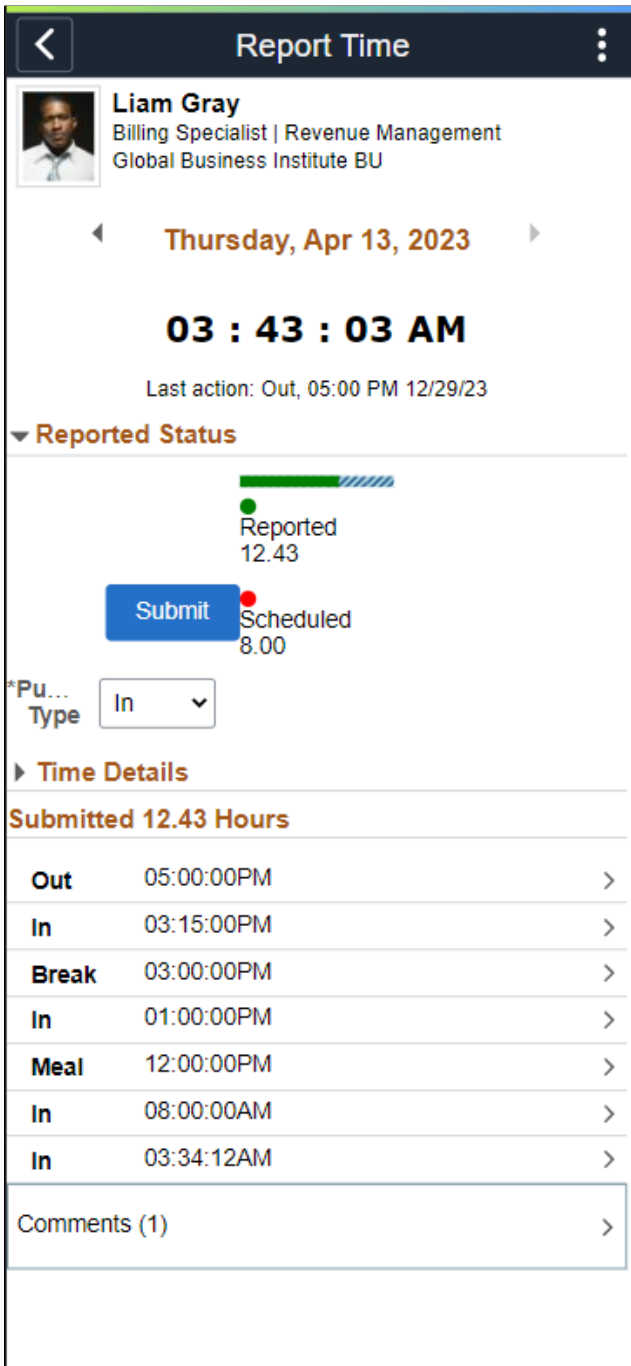 Report Time
Liam Gray
Billing Specialist | Revenue Management
Global Business Institute BU
Thursday, Apr 13, 2023
03 : 43 : 03 AM
Last action: Out, 05:00 PM 12/29/23
Reported Status
Reported
12.43
Submit
Scheduled
8.00
*Pu...
Type
In
Time Details
Submitted 12.43 Hours
Out 05:00:00PM
In 03:15:00PM
Break 03:00:00PM
In 01:00:00PM
Meal 12:00:00PM
In 08:00:00AM
In 03:34:12AM
Comments (1)